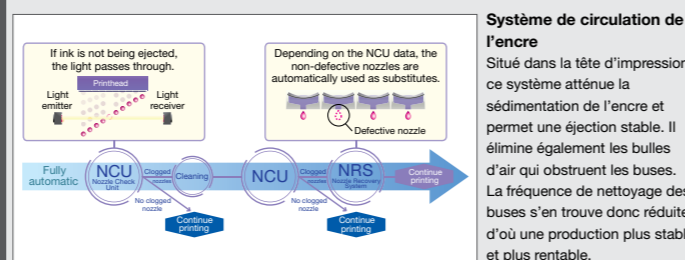 If ink is not being ejected,
the light passes through.
Printhead
Light
emitter
Light
receiver
Depending on the NCU data, the
non-defective nozzles are
automatically used as substitutes.
Defective nozzle
Fully
automatic
NCU
Nozzle Check
Unit
Clogged
nozzles
Cleaning
NCU
Clogged
nozzles
NRS
Nozzle Recovery
System
Continue
printing
No clogged
nozzle
Continue
printing
No clogged
nozzle
Continue
printing
Système de circulation de
l’encre
Situé dans la tête d’impression
ce système atténue la
sédimentation de l’encre et
permet une éjection stable. Il
élimine également les bulles
d’air qui obstruent les buses.
La fréquence de nettoyage des
buses s’en trouve donc réduite
d’où une production plus stable
et plus rentable.